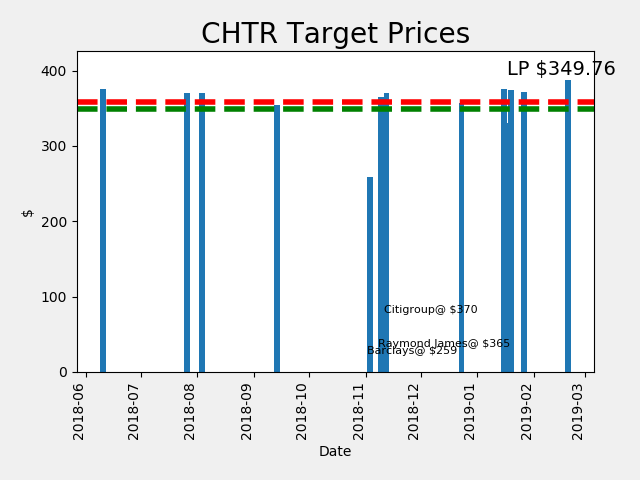 CHTR Target Prices
LP $349.76
400
300
200
100
0
$
Citigroup@ $370
Raymond James@ $365
Barclays@ $259
2018-06
2018-07
2018-08
2018-09
2018-10
2018-11
2018-12
2019-01
2019-02
2019-03
Date